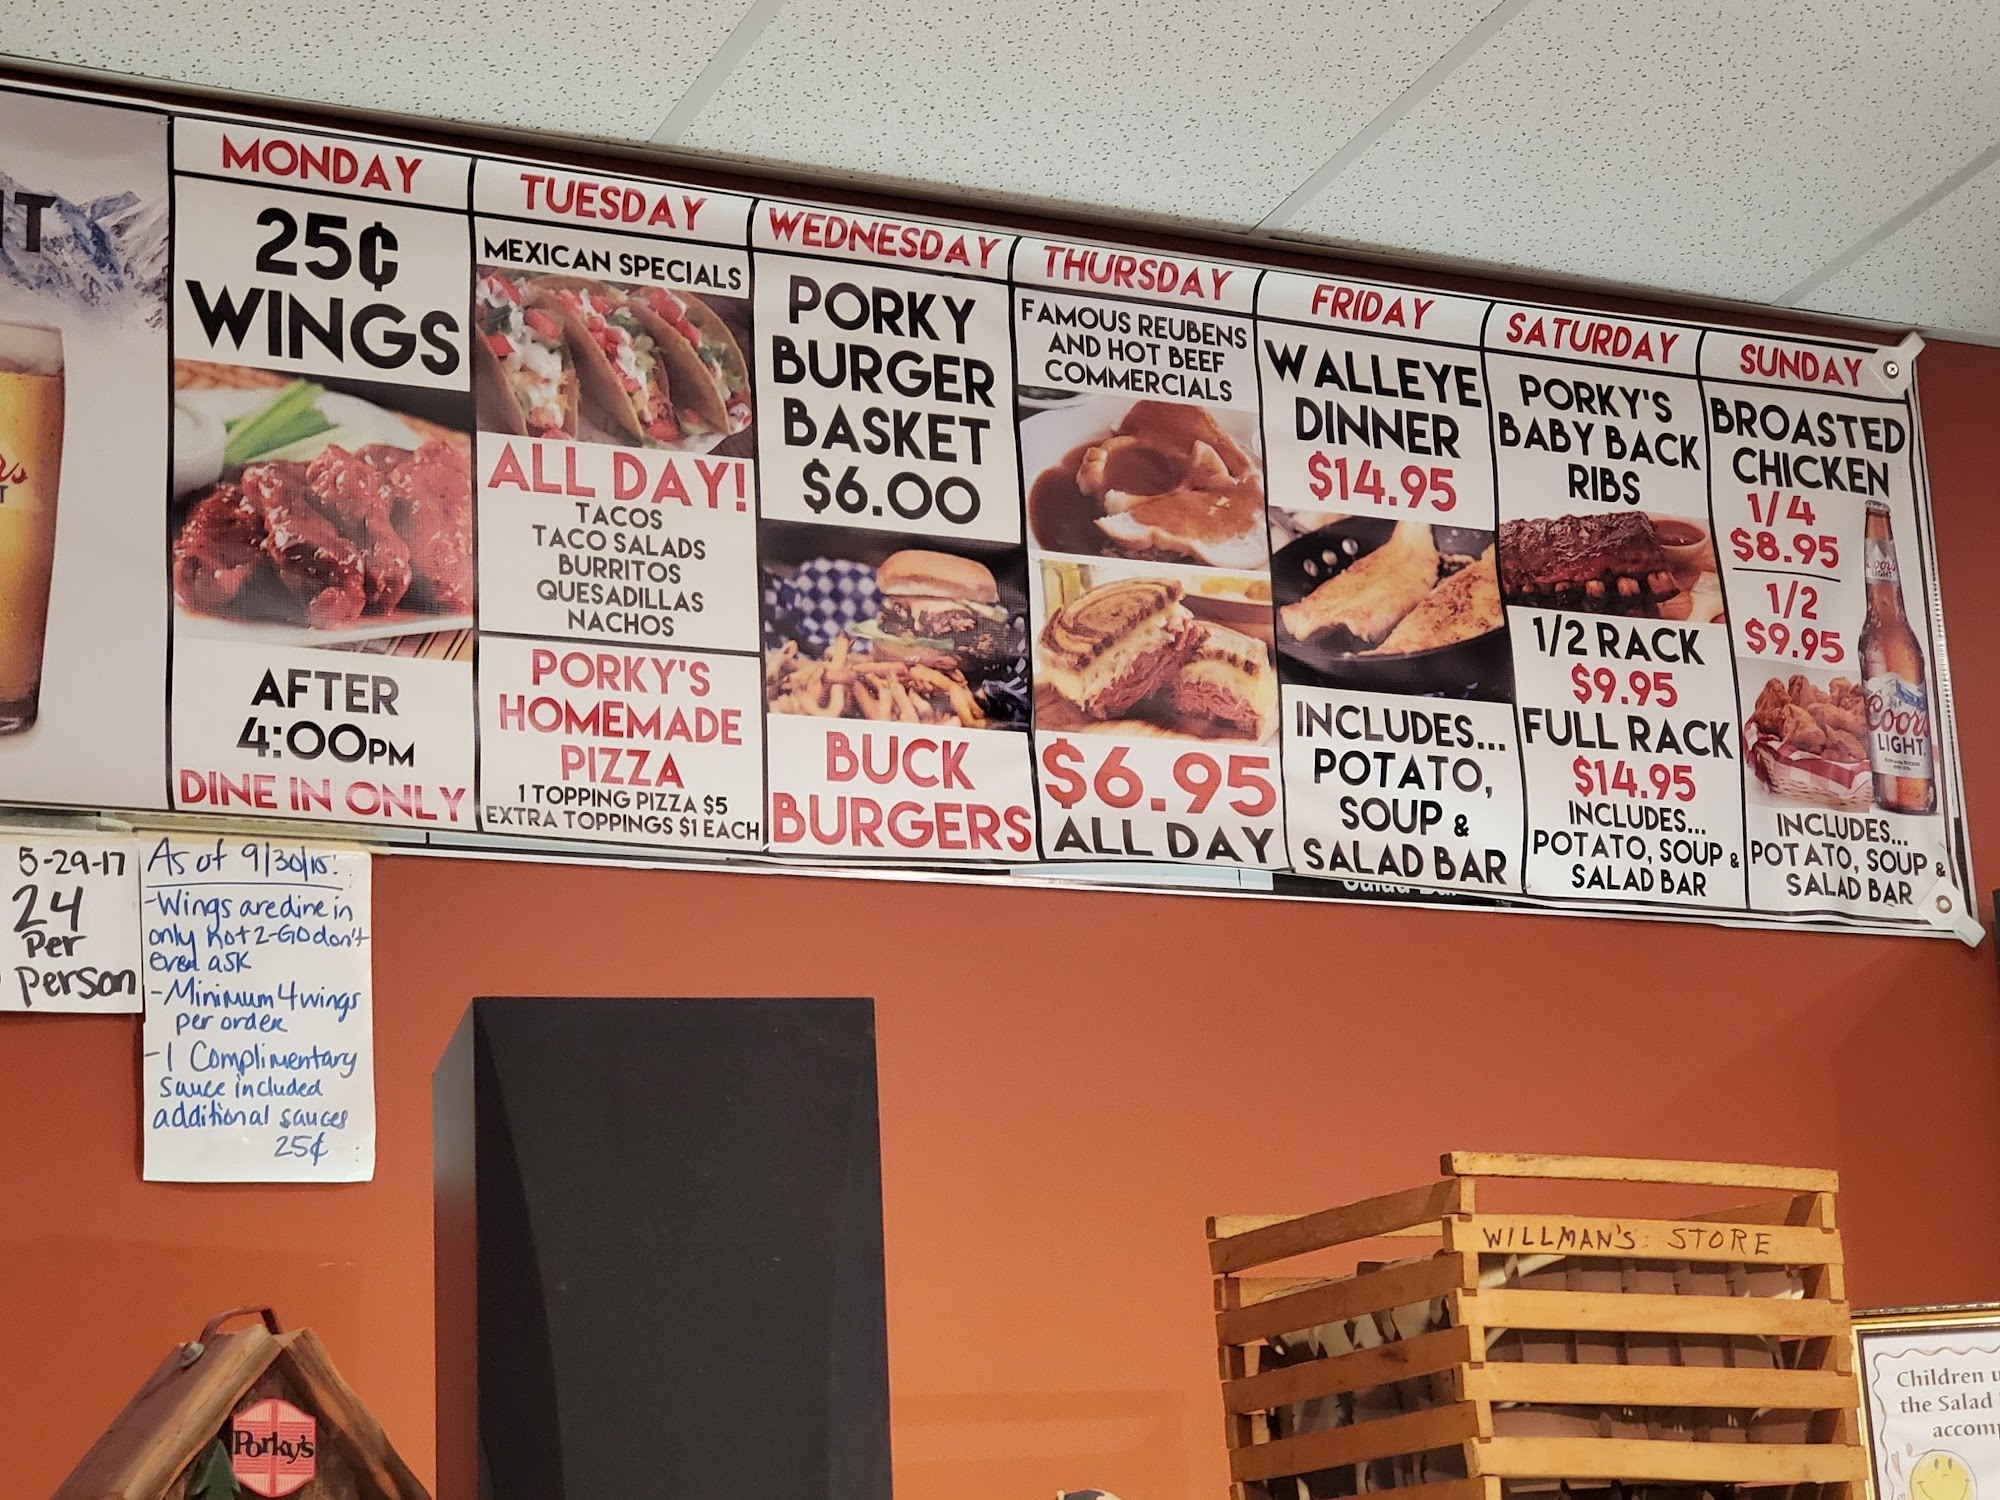 MONDAY
25¢
WINGS
AFTER
4:00PM
DINE IN ONLY
TUESDAY
MEXICAN SPECIALS
ALL DAY!
TACOS
TACO SALADS
BURRITOS
QUESADILLAS
NACHOS
PORKY'S
HOMEMADE
PIZZA
1 TOPPING PIZZA $5
EXTRA TOPPINGS $1 EACH
WEDNESDAY
PORKY
BURGER
BASKET
$6.00
BUCK
BURGERS
THURSDAY
FAMOUS REUBENS
AND HOT BEEF
COMMERCIALS
$6.95
ALL DAY
FRIDAY
WALLEYE
DINNER
$14.95
INCLUDES...
POTATO,
SOUP &
SALAD BAR
SATURDAY
PORKY'S
BABY BACK
RIBS
1/2 RACK
$9.95
FULL RACK
$14.95
INCLUDES...
POTATO, SOUP &
SALAD BAR
SUNDAY
BROASTED
CHICKEN
1/4
$8.95
1/2
$9.95
Coors
LIGHT
INCLUDES...
POTATO, SOUP &
SALAD BAR
5-29-17
24
Per
Person
As of 9/30/15:
-Wings are dine in
only not 2-GO don't
even ask
-Minimum 4 wings
per order
-1 Complimentary
sauce included
additional sauces
25¢
WILLMAN'S STORE
Porky's
Children
the Salad